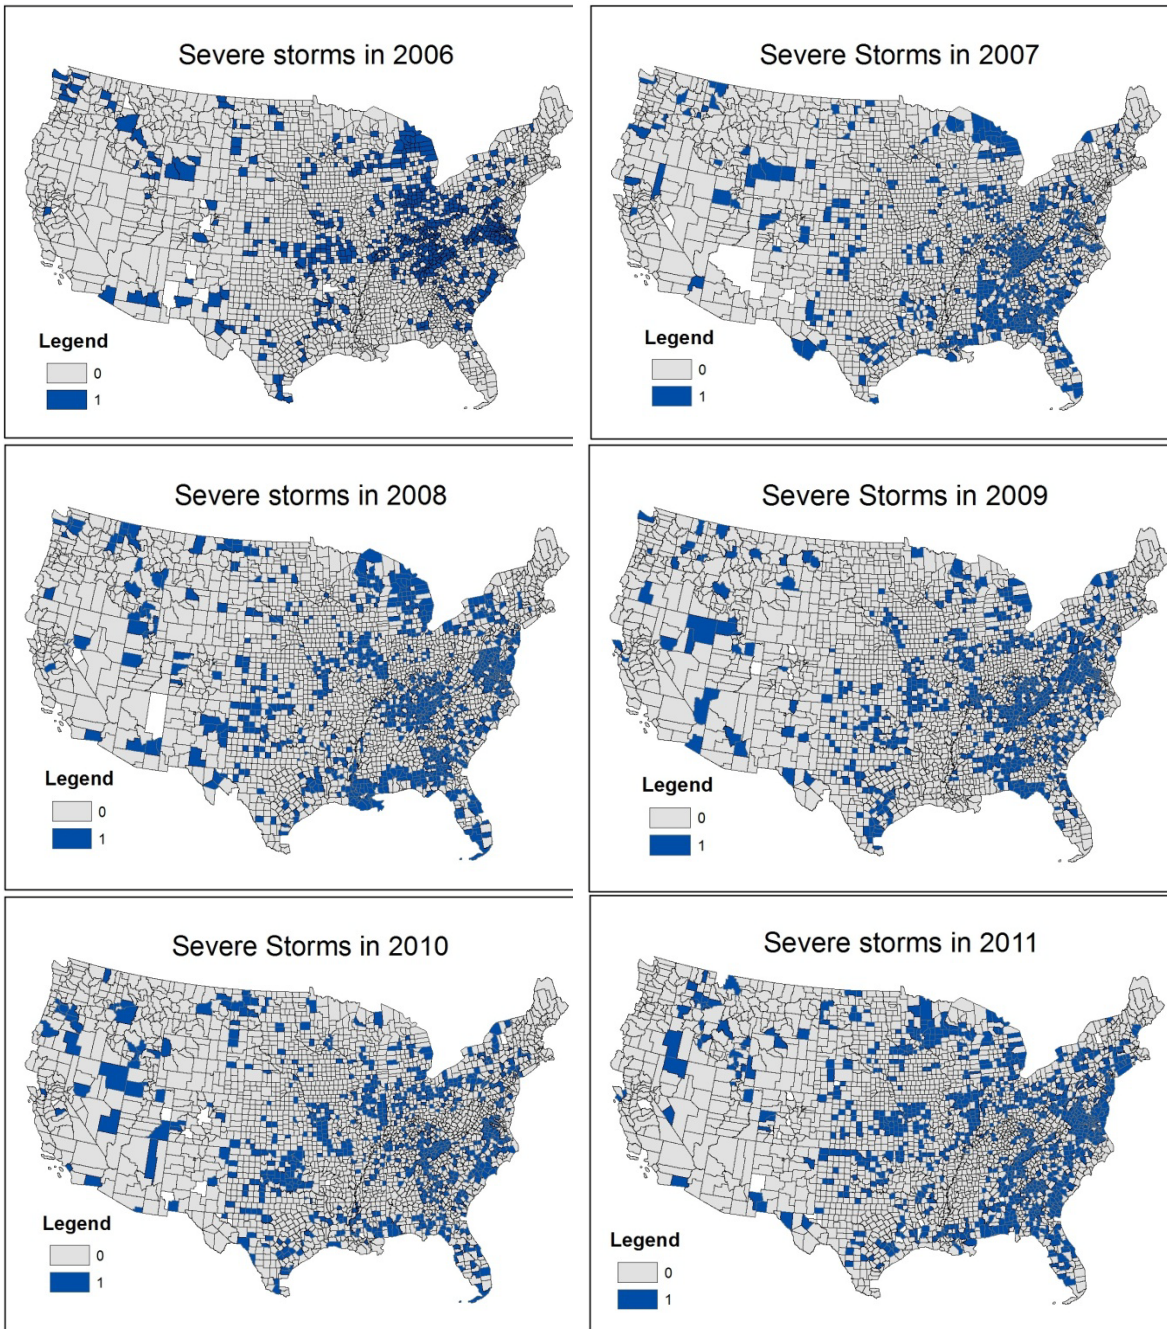 Severe storms in 2006
Legend
0
1
Severe storms in 2007
Legend
0
1
Severe storms in 2008
Legend
0
1
Severe Storms in 2009
Legend
0
1
Severe Storms in 2010
Legend
0
1
Severe storms in 2011
Legend
0
1